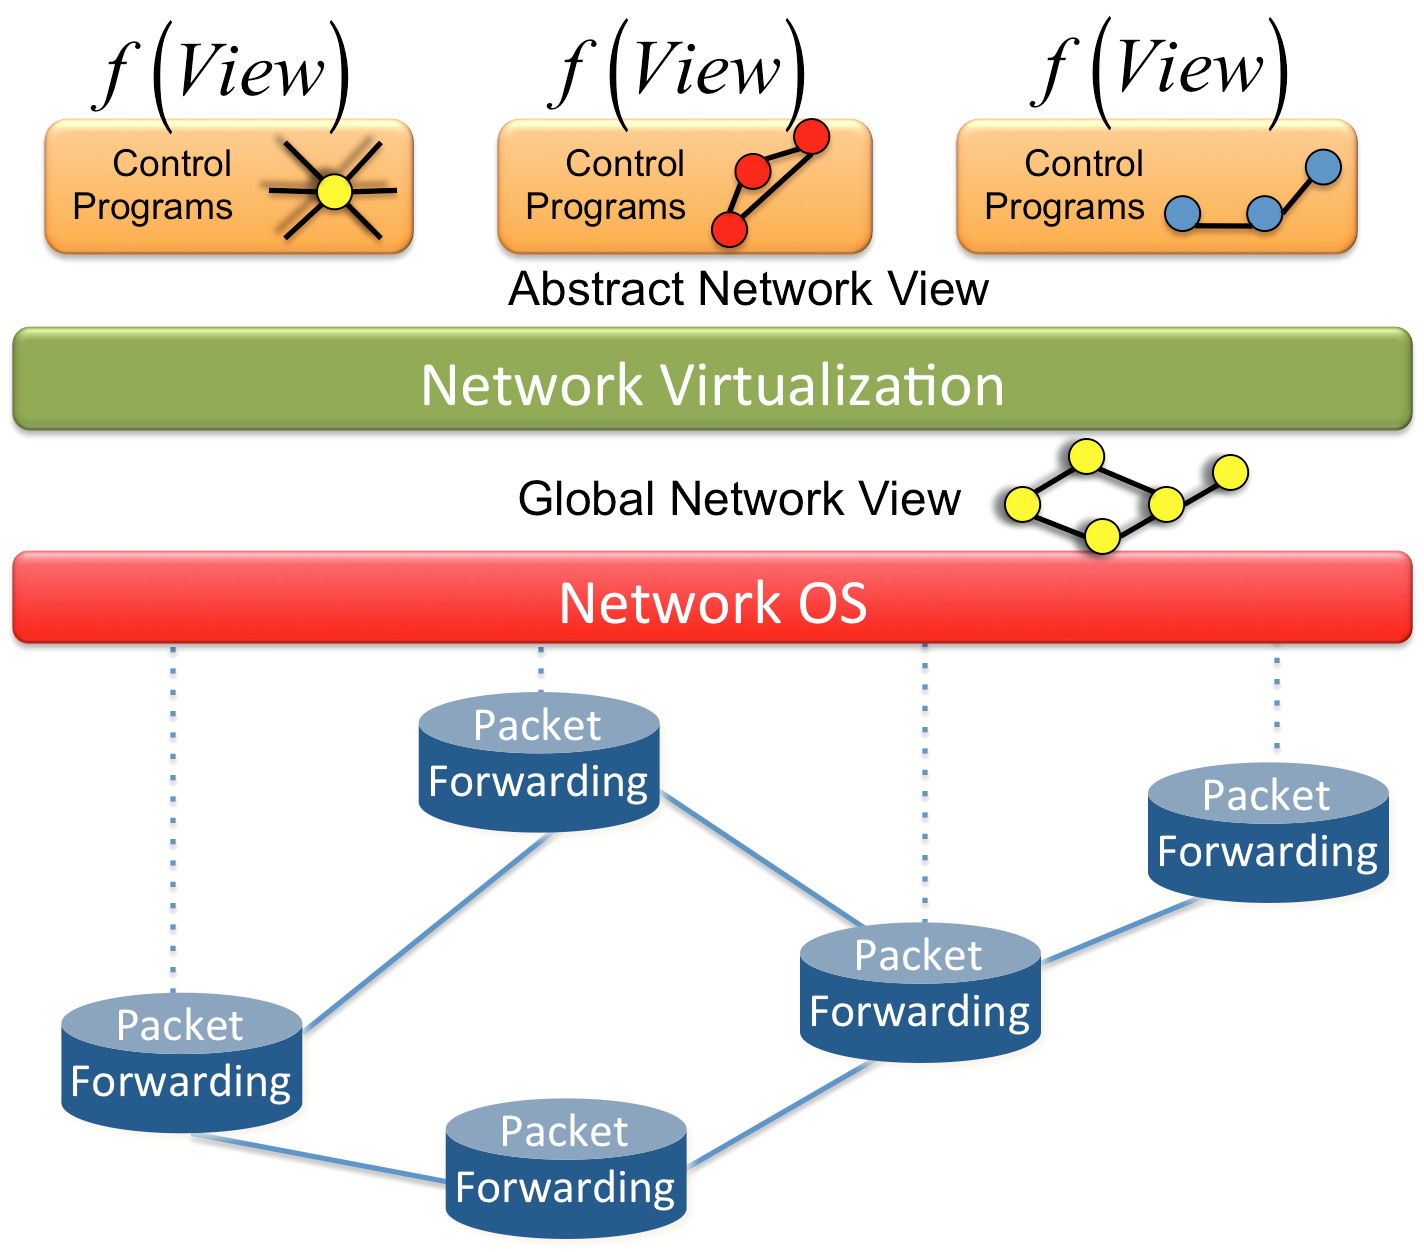 f (View)
f (View)
f (View)
Control
Programs
Control
Programs
Control
Programs
Abstract Network View
Network Virtualization
Global Network View
Network OS
Packet
Forwarding
Packet
Forwarding
Packet
Forwarding
Packet
Forwarding
Packet
Forwarding